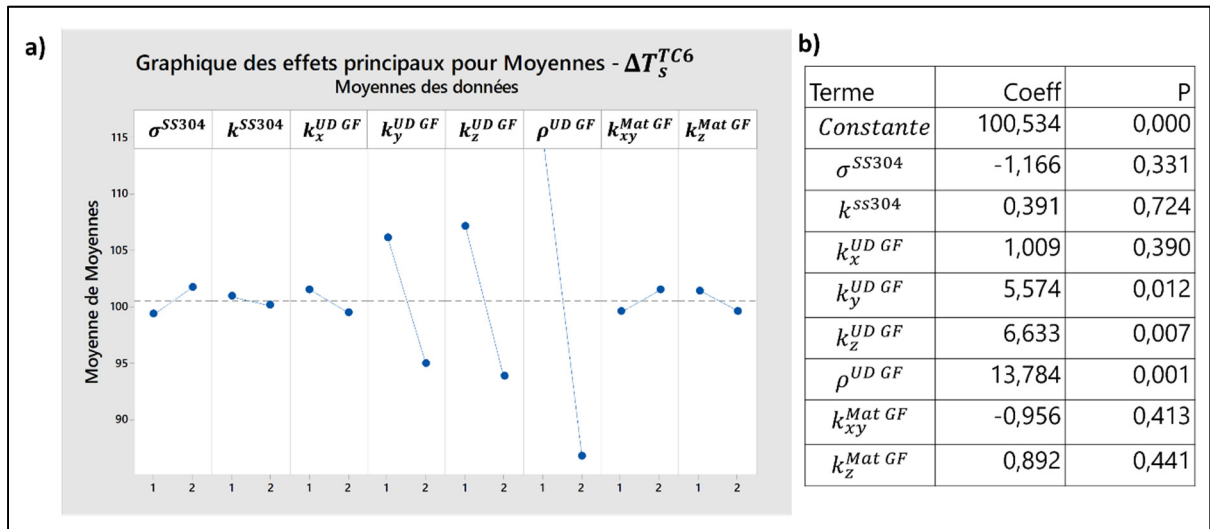 a)
Graphique des effets principaux pour Moyennes - ΔT_s^TC6
Moyennes des données
σ^SS304 k^SS304 k_x^UD GF k_y^UD GF k_z^UD GF ρ^UD GF k_xy^Mat GF k_z^Mat GF
Moyenne de Moyennes
115
110
105
100
95
90
1 2 1 2 1 2 1 2 1 2 1 2 1 2 1 2
b)
Terme Coeff P
Constante 100,534 0,000
σ^SS304 -1,166 0,331
k^ss304 0,391 0,724
k_x^UD GF 1,009 0,390
k_y^UD GF 5,574 0,012
k_z^UD GF 6,633 0,007
ρ^UD GF 13,784 0,001
k_xy^Mat GF -0,956 0,413
k_z^Mat GF 0,892 0,441